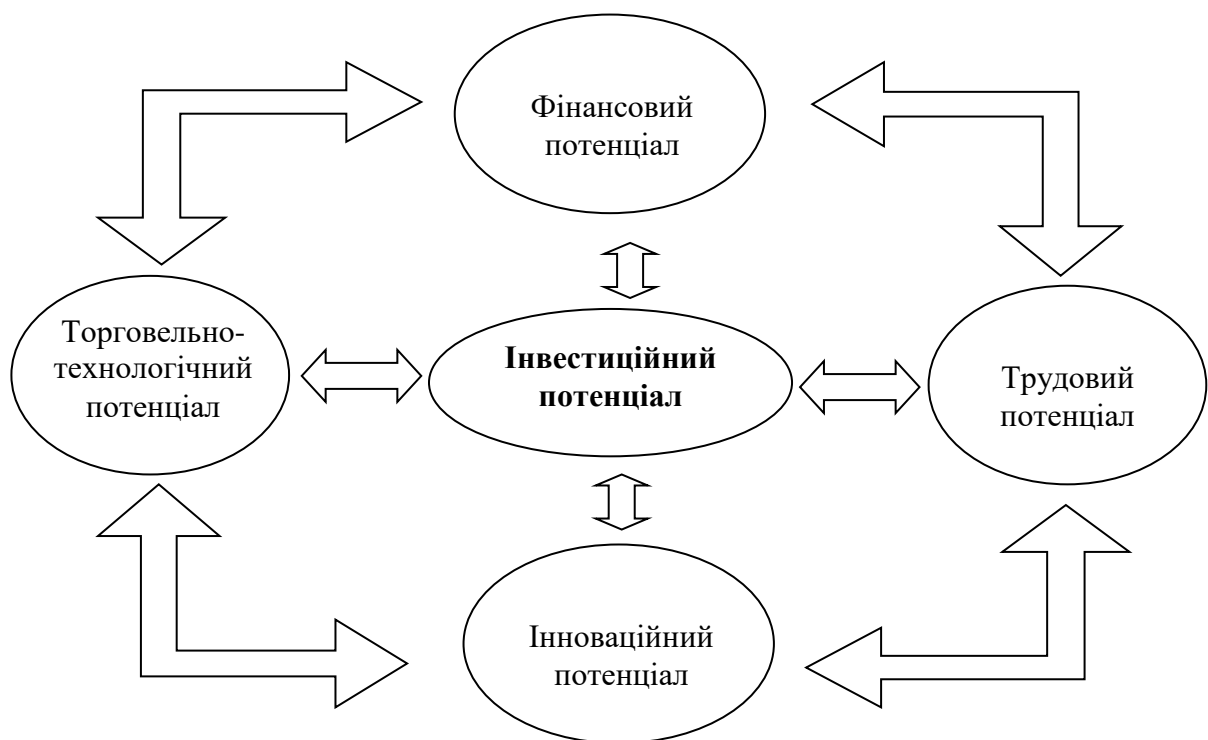 Фінансовий
потенціал
Торговельно-
технологічний
потенціал
Інвестиційний
потенціал
Трудовий
потенціал
Інноваційний
потенціал